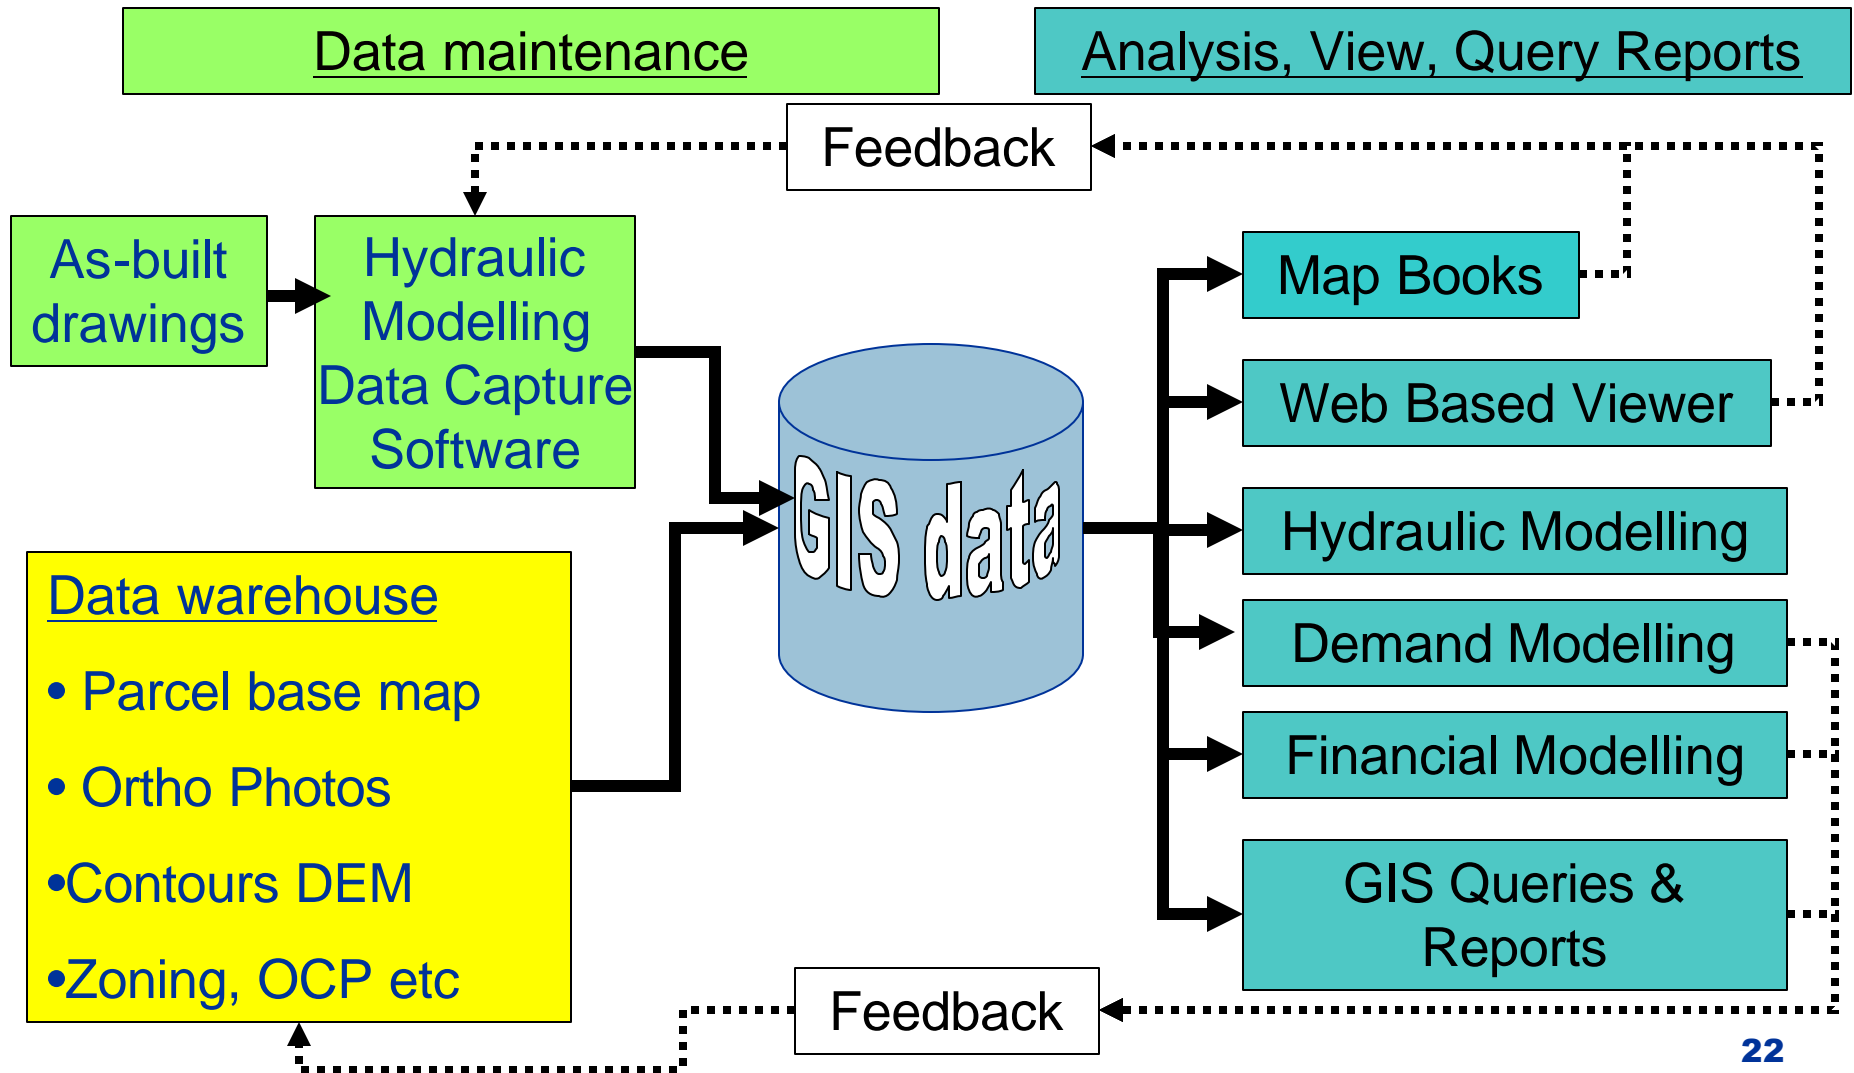 Data maintenance
Analysis, View, Query Reports
Feedback
As-built
drawings
Hydraulic
Modelling
Data Capture
Software
Map Books
Web Based Viewer
GIS data
Hydraulic Modelling
Demand Modelling
Financial Modelling
GIS Queries &
Reports
Data warehouse
• Parcel base map
• Ortho Photos
•Contours DEM
•Zoning, OCP etc
Feedback
22